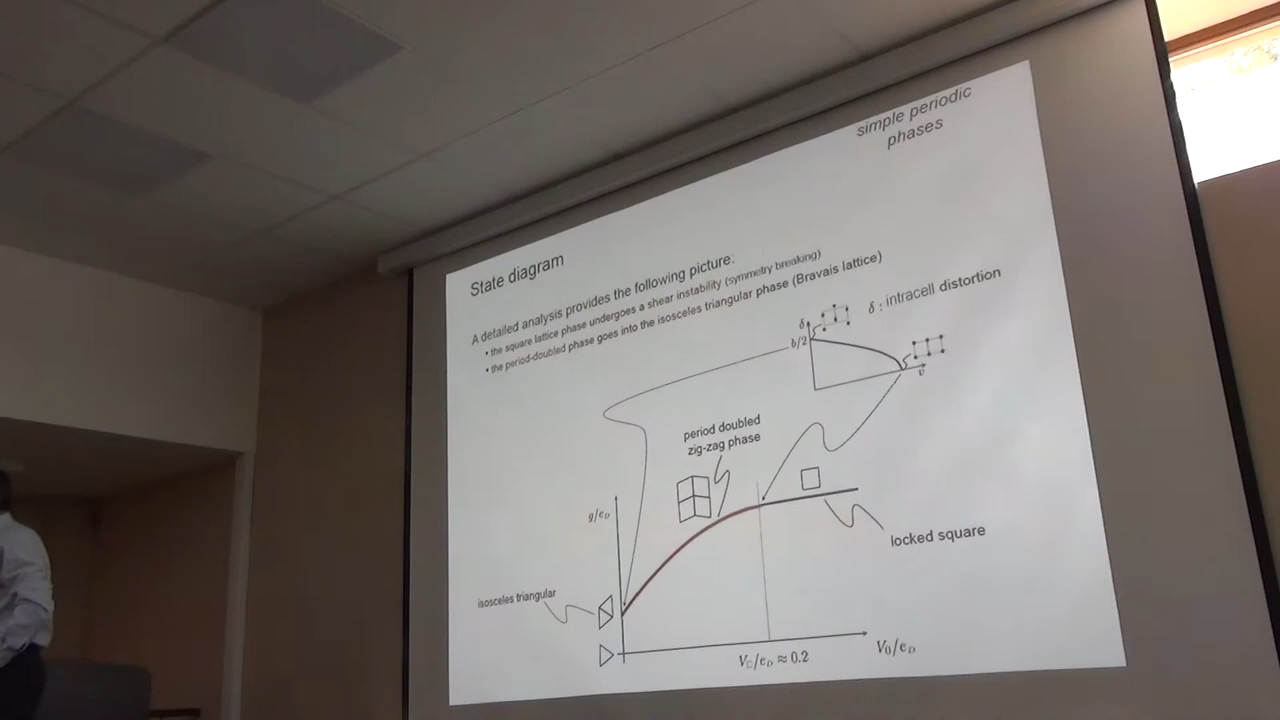 simple periodic
phases
State diagram
A detailed analysis provides the following picture:
• the square lattice phase undergoes a shear instability (symmetry breaking)
• the period-doubled phase goes into the isosceles triangular phase (Bravais lattice)
δ
δ : intracell distortion
b/2
v
period doubled
zig-zag phase
g/e_D
locked square
isosceles triangular
V_□/e_D ≈ 0.2
V_0/e_D